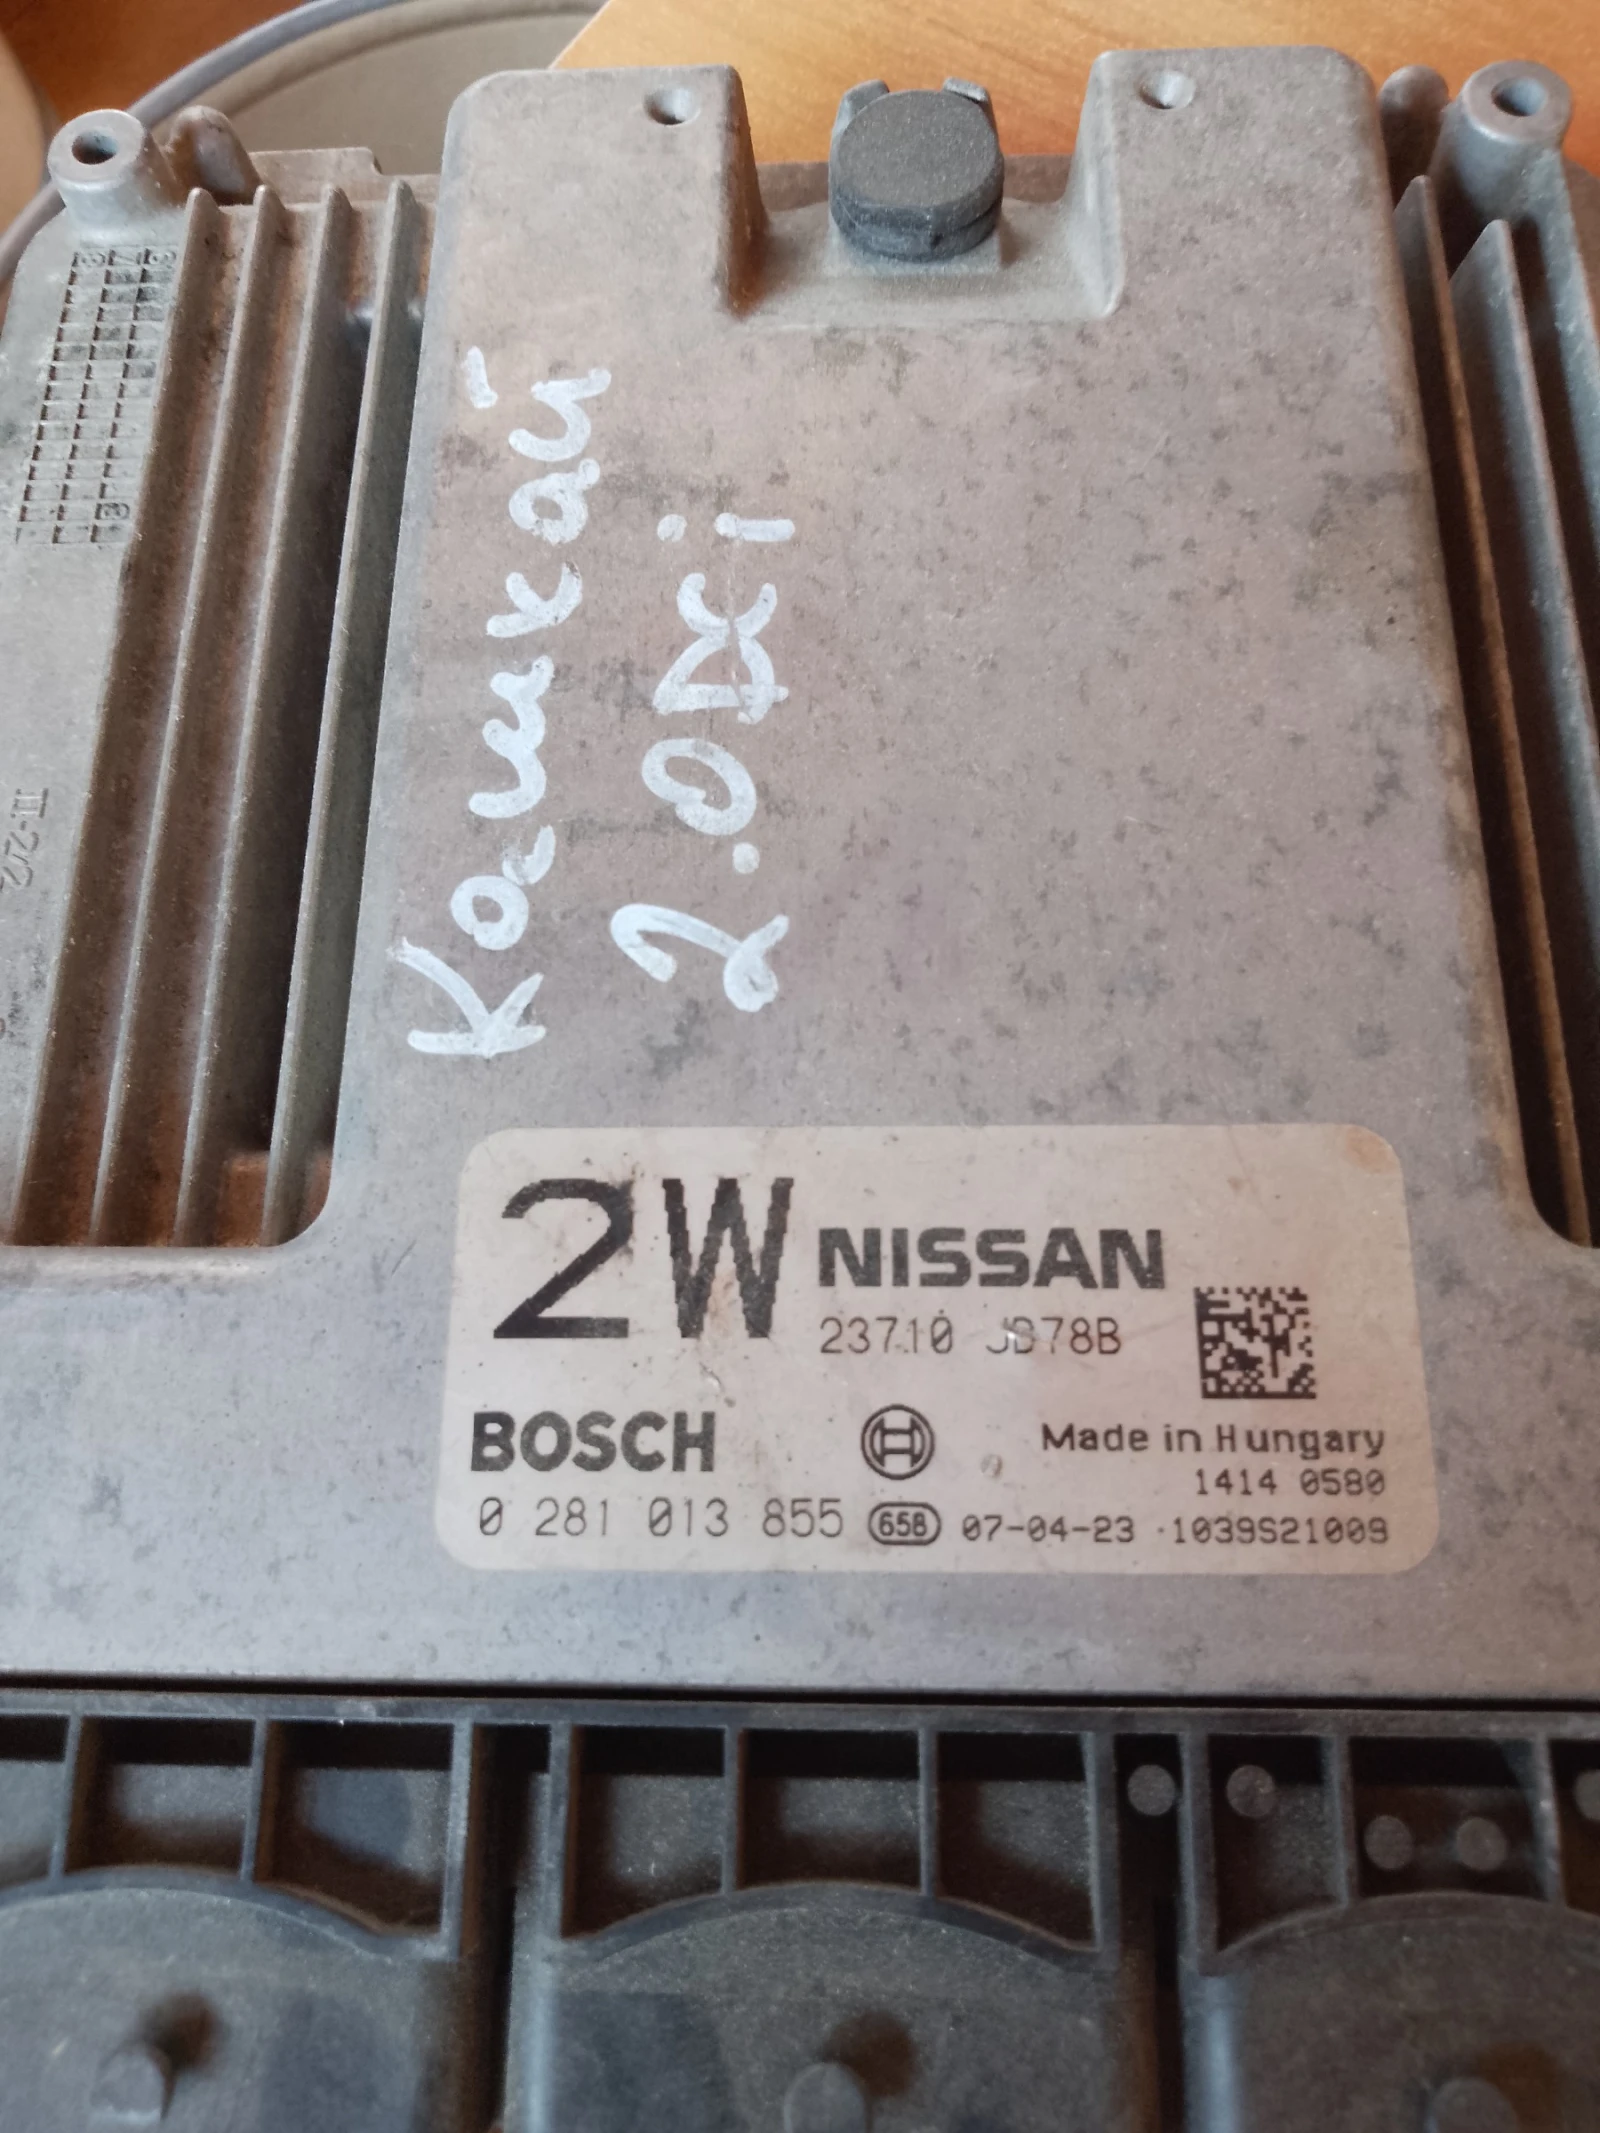 Кашкай
2.0DCi
2W NISSAN
23710 JD78B
BOSCH
Made in Hungary
1414 0580
0 281 013 855 658 07-04-23 1039S21009